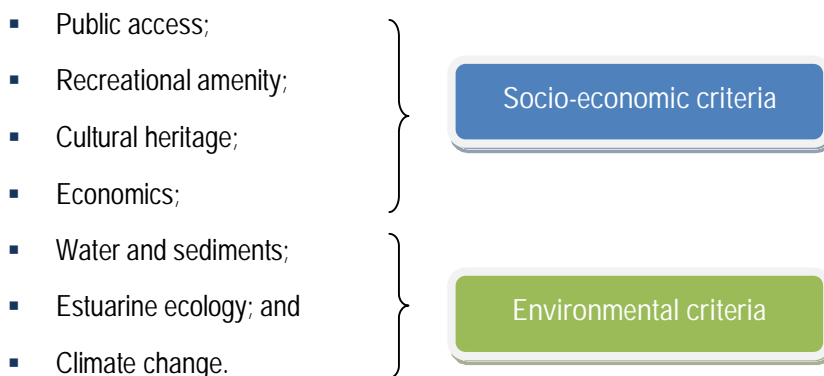 ▪ Public access;
▪ Recreational amenity;
Socio-economic criteria
▪ Cultural heritage;
▪ Economics;
▪ Water and sediments;
▪ Estuarine ecology; and
Environmental criteria
▪ Climate change.